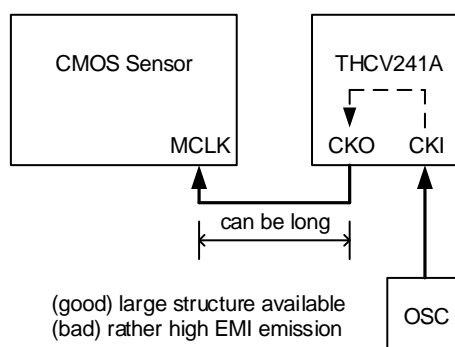 CMOS Sensor
THCV241A
MCLK
CKO
CKI
can be long
(good) large structure available
(bad) rather high EMI emission
OSC